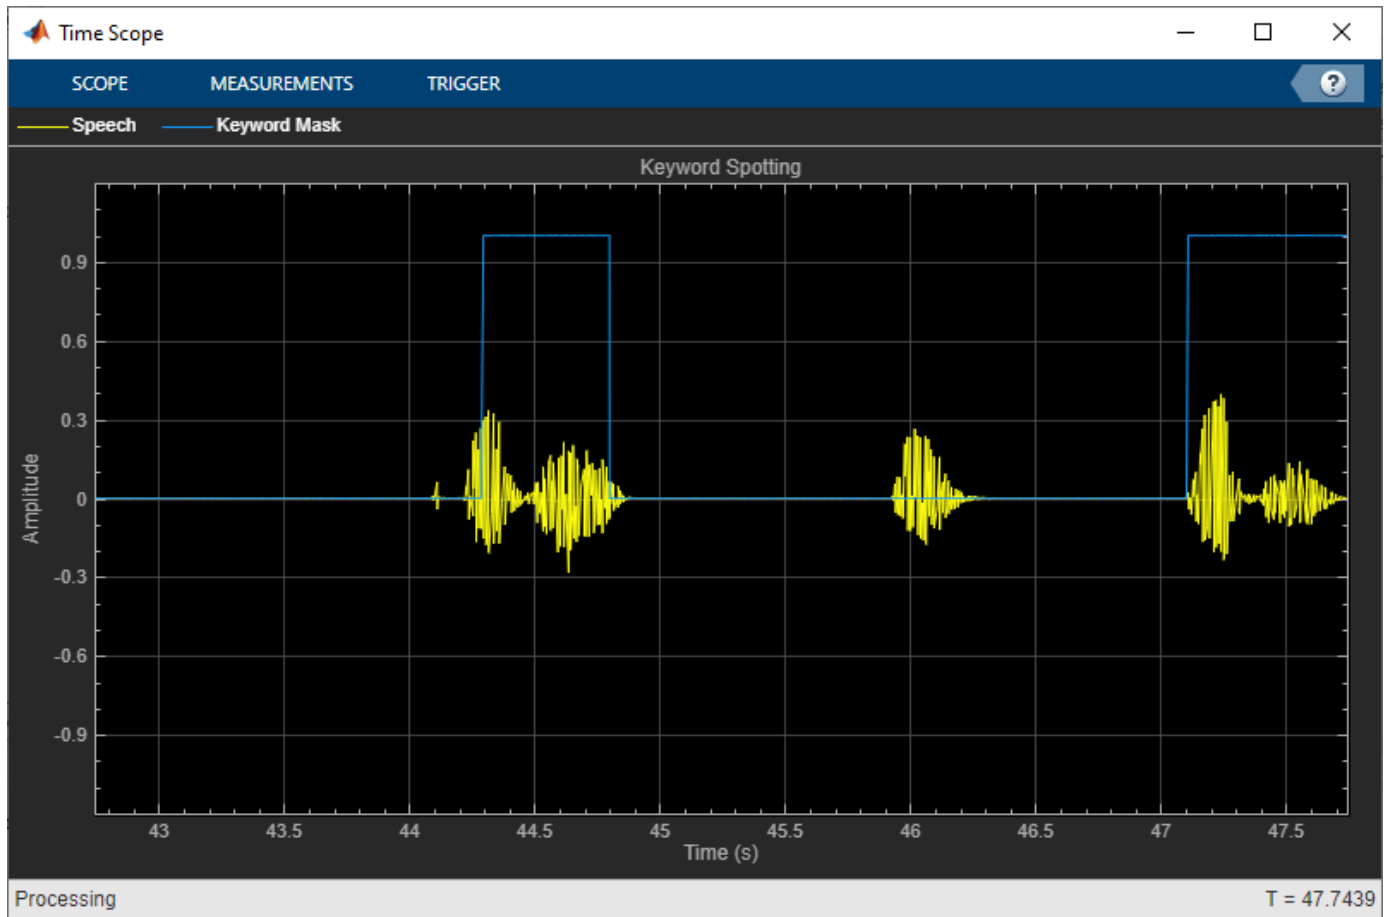 Time Scope
SCOPE MEASUREMENTS TRIGGER ?
Speech Keyword Mask
Keyword Spotting
0.9
0.6
0.3
0
-0.3
-0.6
-0.9
Amplitude
43 43.5 44 44.5 45 45.5 46 46.5 47 47.5
Time (s)
Processing T = 47.7439